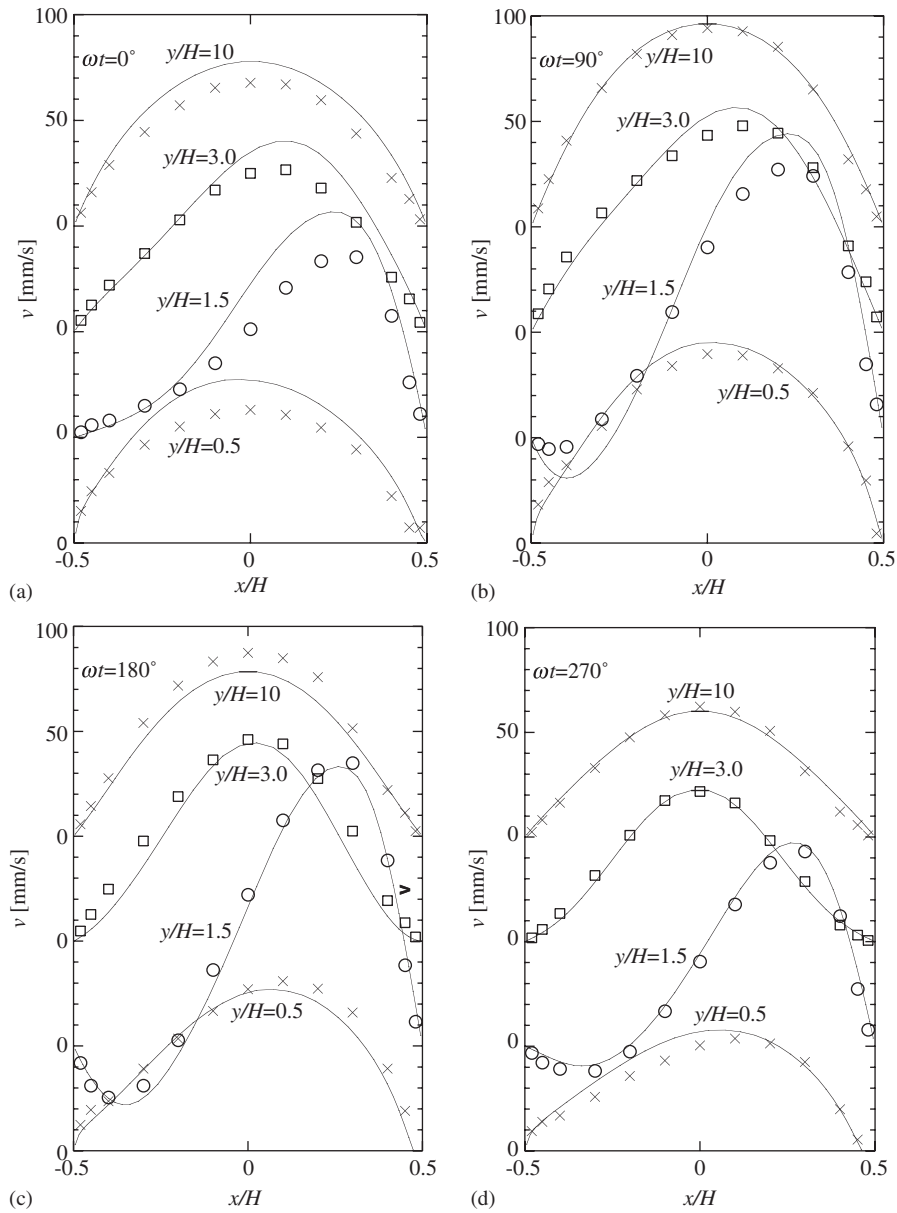 100
ωt=0°
y/H=10
50
y/H=3.0
0
v [mm/s]
y/H=1.5
0
0
y/H=0.5
0
-0.5
0
0.5
(a)
x/H
100
ωt=90°
y/H=10
50
y/H=3.0
0
v [mm/s]
y/H=1.5
0
y/H=0.5
0
0
-0.5
0
0.5
(b)
x/H
100
ωt=180°
y/H=10
50
y/H=3.0
0
v [mm/s]
v
y/H=1.5
0
y/H=0.5
0
0
-0.5
0
0.5
(c)
x/H
100
ωt=270°
y/H=10
50
y/H=3.0
0
v [mm/s]
y/H=1.5
0
y/H=0.5
0
0
-0.5
0
0.5
(d)
x/H